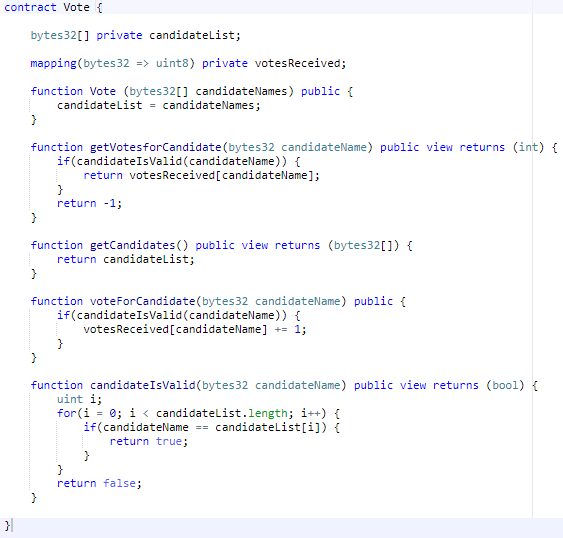 contract Vote {
bytes32[] private candidateList;
mapping(bytes32 => uint8) private votesReceived;
function Vote (bytes32[] candidateNames) public {
candidateList = candidateNames;
}
function getVotesforCandidate(bytes32 candidateName) public view returns (int) {
if(candidateIsValid(candidateName)) {
return votesReceived[candidateName];
}
return -1;
}
function getCandidates() public view returns (bytes32[]) {
return candidateList;
}
function voteForCandidate(bytes32 candidateName) public {
if(candidateIsValid(candidateName)) {
votesReceived[candidateName] += 1;
}
}
function candidateIsValid(bytes32 candidateName) public view returns (bool) {
uint i;
for(i = 0; i < candidateList.length; i++) {
if(candidateName == candidateList[i]) {
return true;
}
}
return false;
}
}